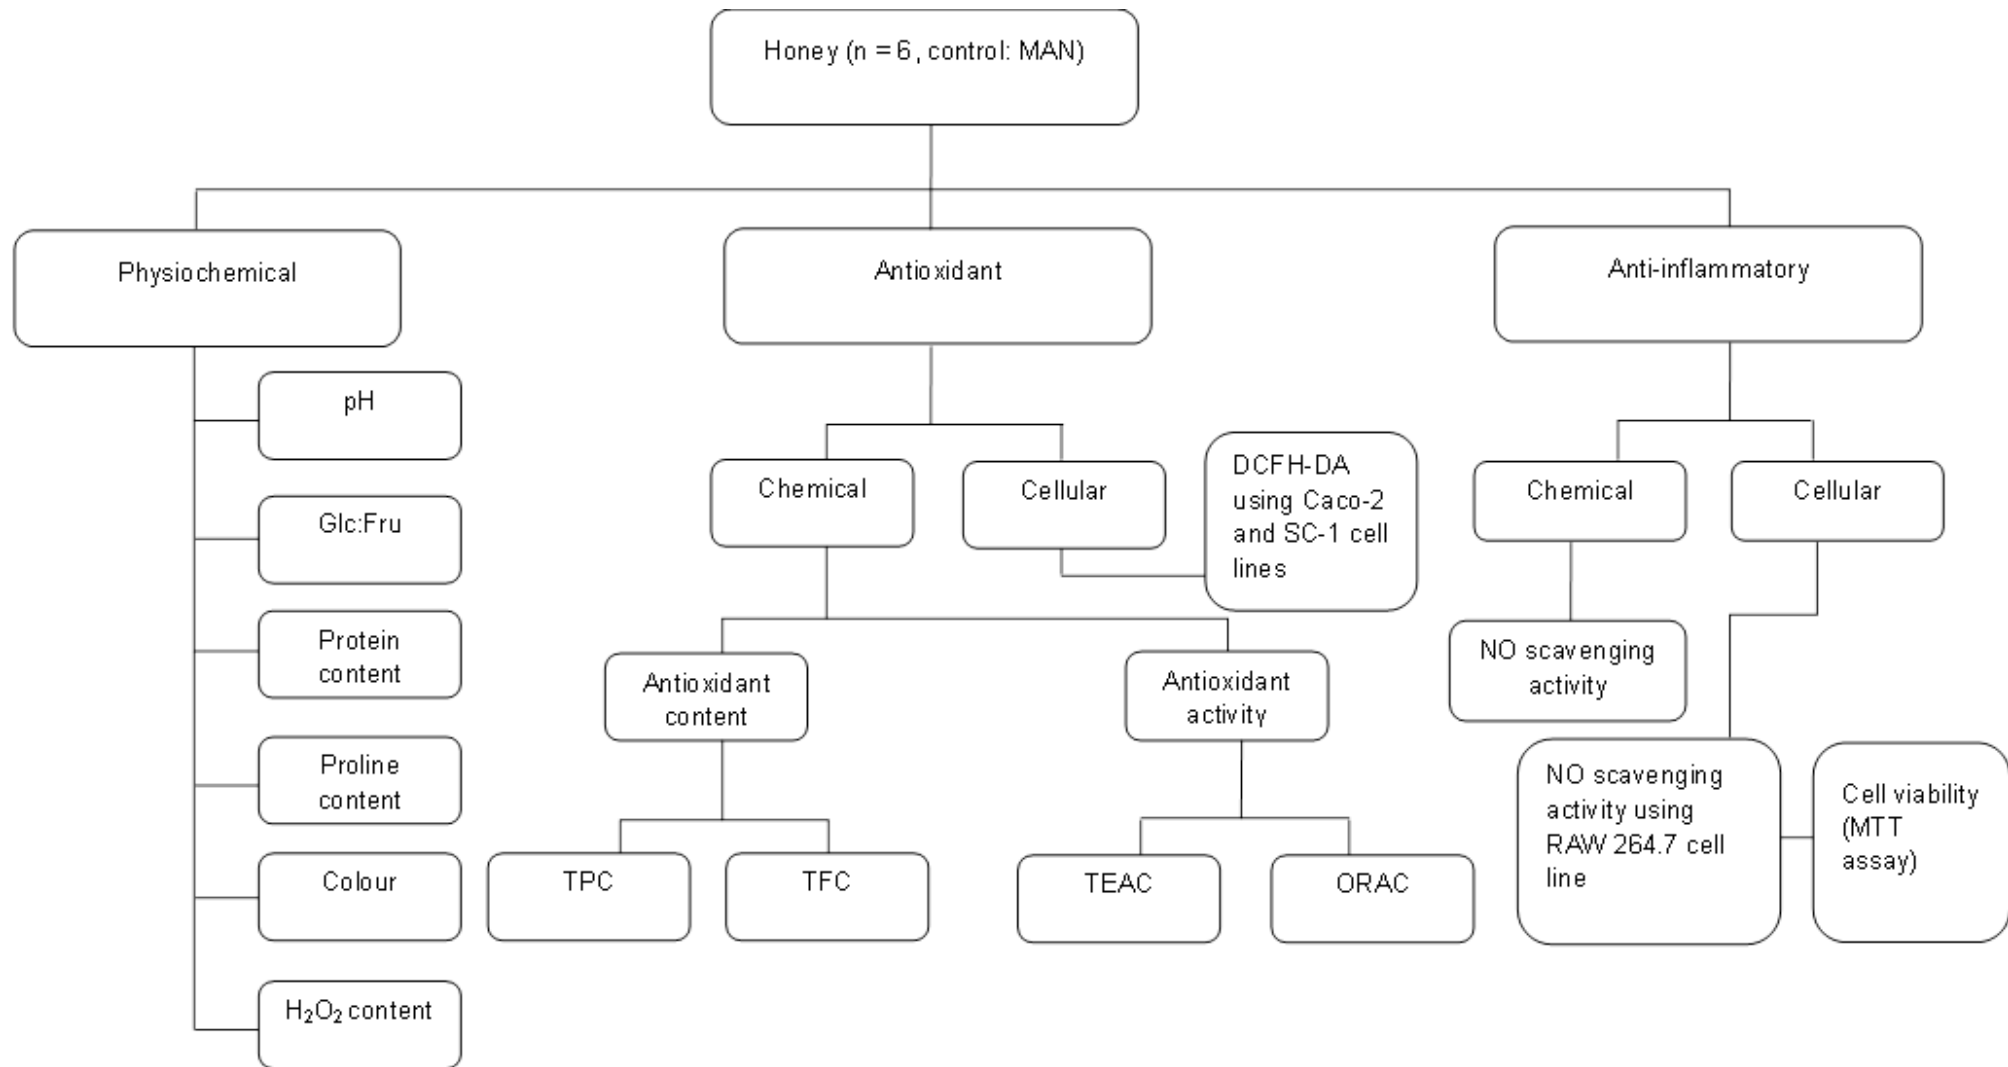 Honey (n = 6, control: MAN)
Physiochemical
Antioxidant
Anti-inflammatory
pH
Glc:Fru
Protein
content
Proline
content
Colour
H₂O₂ content
Chemical
Cellular
DCFH-DA
using Caco-2
and SC-1 cell
lines
Antioxidant
content
Antioxidant
activity
TPC
TFC
TEAC
ORAC
Chemical
Cellular
NO scavenging
activity
NO scavenging
activity using
RAW 264.7 cell
line
Cell viability
(MTT
assay)